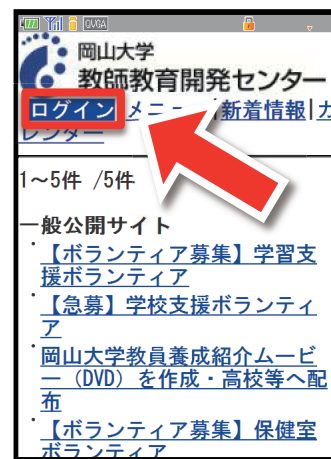 QVGA
岡山大学
教師教育開発センター
ログイン メニュー|新着情報|カ
レンダー
1～5件 /5件
一般公開サイト
【ボランティア募集】学習支
援ボランティア
【急募】学校支援ボランティ
ア
岡山大学教員養成紹介ムービ
ー（DVD）を作成・高校等へ配
布
【ボランティア募集】保健室
ボランティア